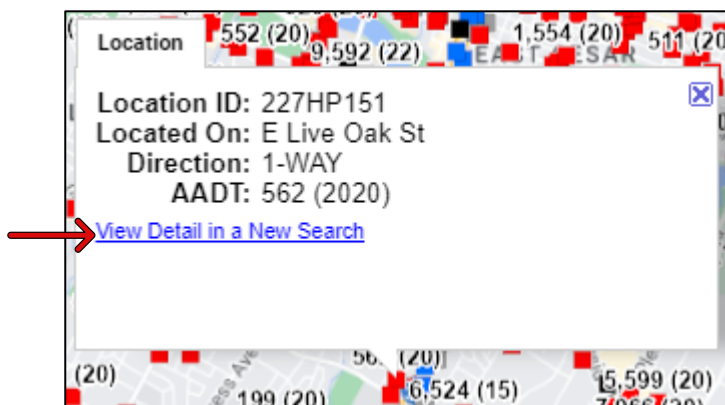 552 (20)
9,592 (22)
1,554 (20)
511 (20
Location
Location ID: 227HP151
Located On: E Live Oak St
Direction: 1-WAY
AADT: 562 (2020)
View Detail in a New Search
(20)
(20)
199 (20)
6,524 (15)
15,599 (20)